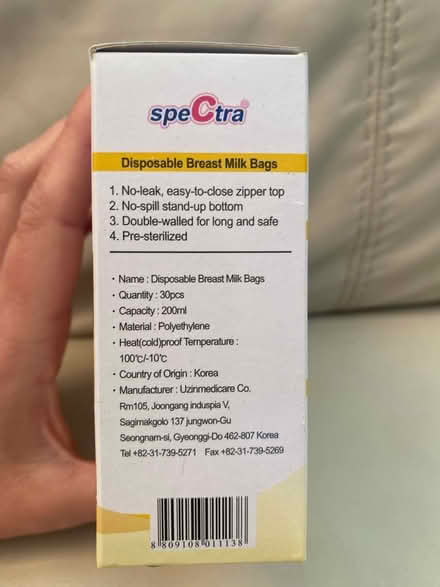 speCtra®
Disposable Breast Milk Bags
1. No-leak, easy-to-close zipper top
2. No-spill stand-up bottom
3. Double-walled for long and safe
4. Pre-sterilized
· Name : Disposable Breast Milk Bags
· Quantity : 30pcs
· Capacity : 200ml
· Material : Polyethylene
· Heat(cold)proof Temperature :
100℃/-10℃
· Country of Origin : Korea
· Manufacturer : Uzinmedicare Co.
Rm105, Joongang induspia V,
Sagimakgolo 137 jungwon-Gu
Seongnam-si, Gyeonggi-Do 462-807 Korea
Tel +82-31-739-5271 Fax +82-31-739-5269
8 809108 011138